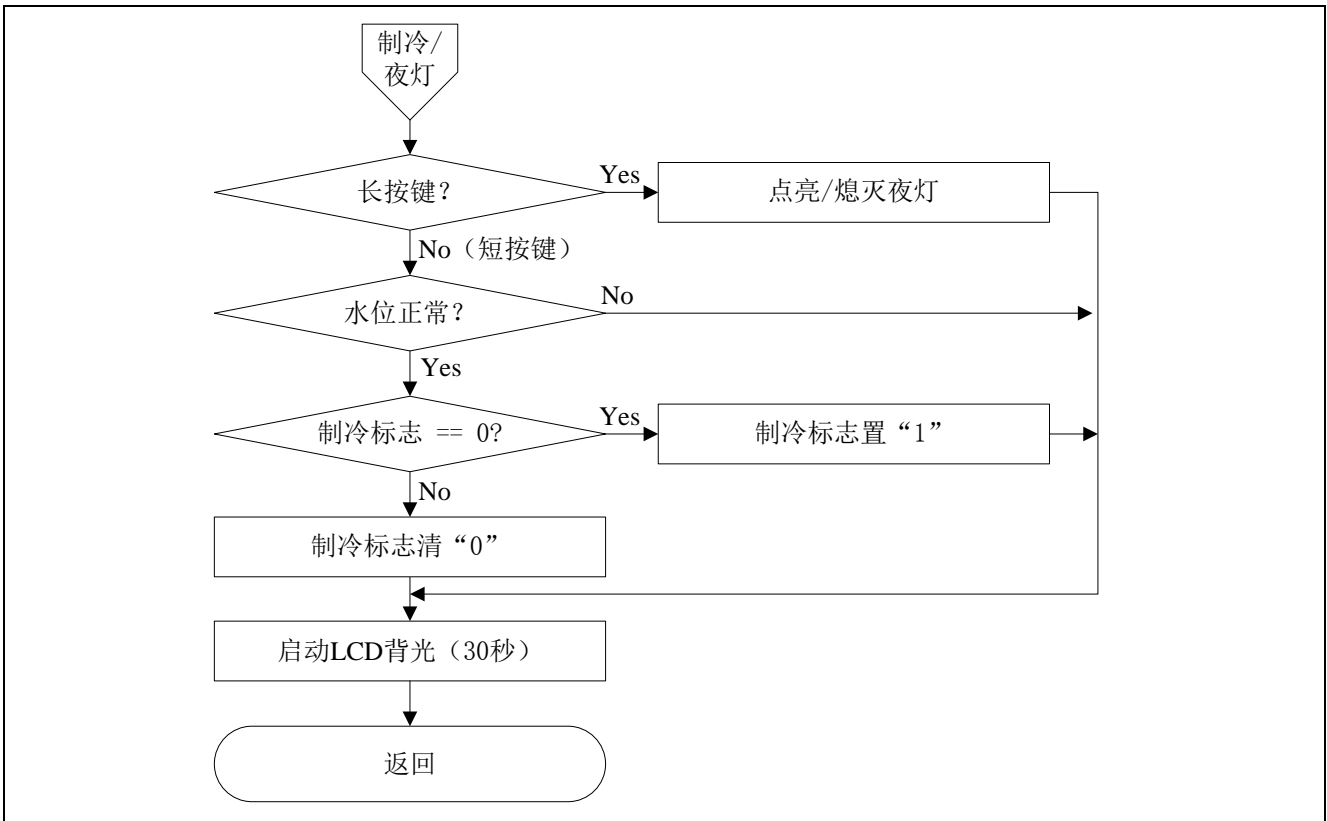 制冷/
夜灯
长按键?
Yes
点亮/熄灭夜灯
No（短按键）
水位正常?
No
Yes
制冷标志 == 0?
Yes
制冷标志置“1”
No
制冷标志清“0”
启动LCD背光（30秒）
返回